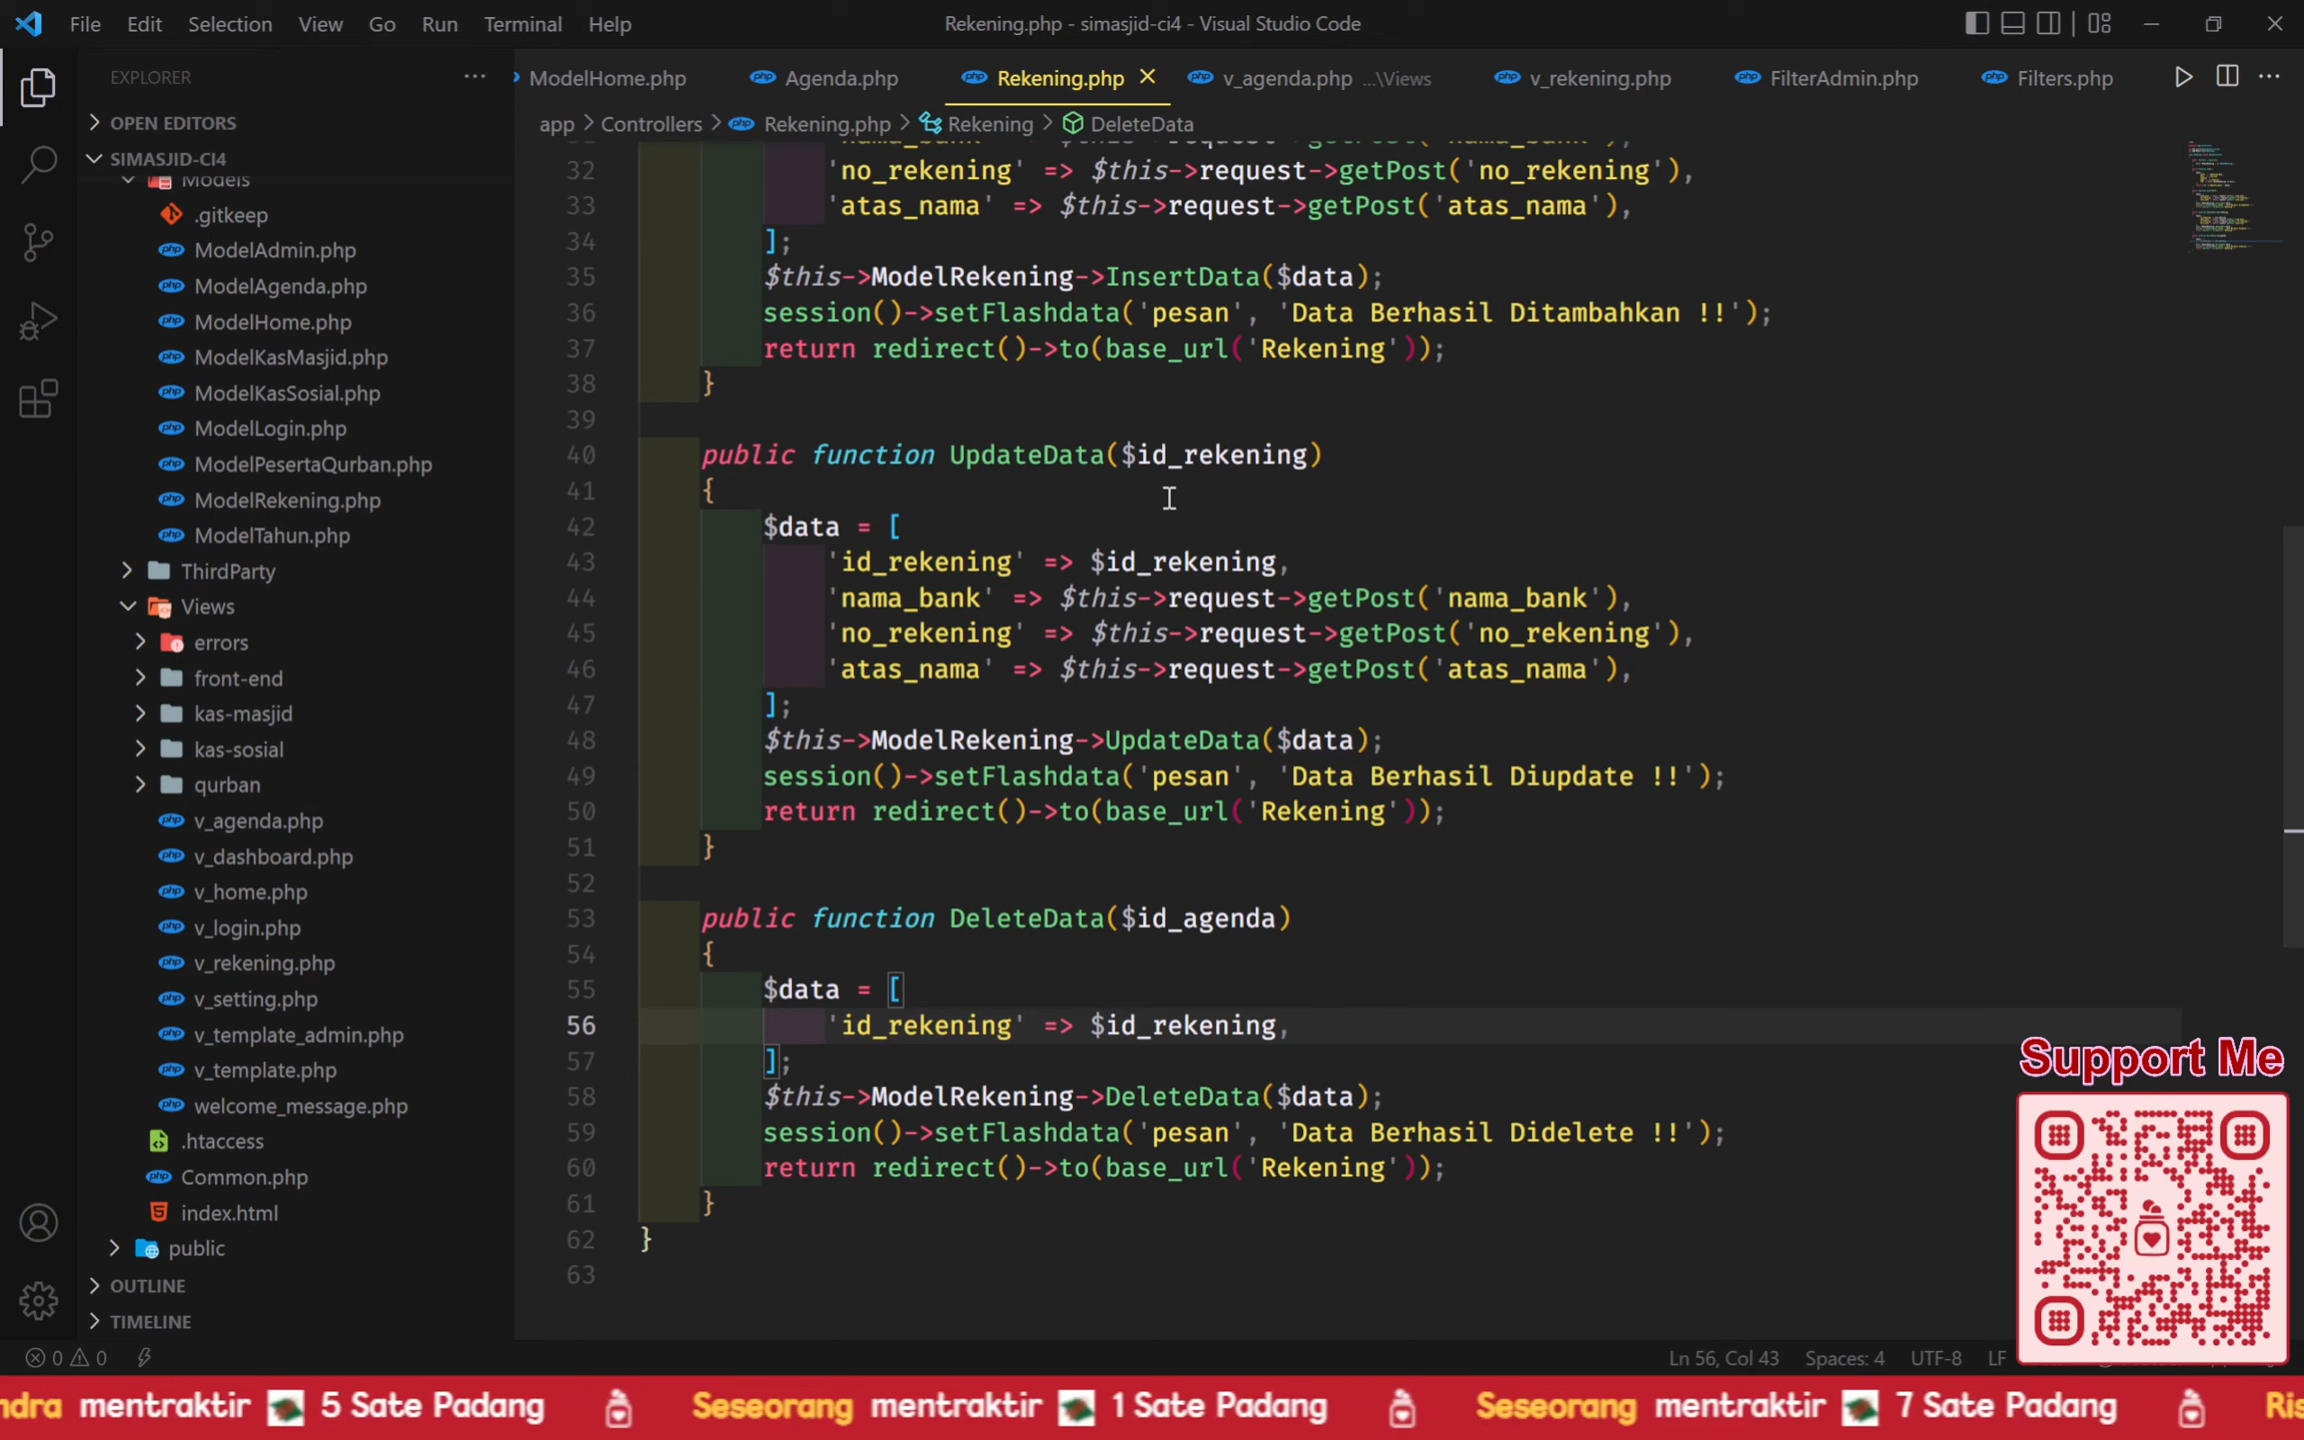 File Edit Selection View Go Run Terminal Help
Rekening.php - simasjid-ci4 - Visual Studio Code
EXPLORER
OPEN EDITORS
SIMASJID-CI4
Models
.gitkeep
ModelAdmin.php
ModelAgenda.php
ModelHome.php
ModelKasMasjid.php
ModelKasSosial.php
ModelLogin.php
ModelPesertaQurban.php
ModelRekening.php
ModelTahun.php
ThirdParty
Views
errors
front-end
kas-masjid
kas-sosial
qurban
v_agenda.php
v_dashboard.php
v_home.php
v_login.php
v_rekening.php
v_setting.php
v_template_admin.php
v_template.php
welcome_message.php
.htaccess
Common.php
index.html
public
OUTLINE
TIMELINE
ModelHome.php Agenda.php Rekening.php v_agenda.php ...\Views v_rekening.php FilterAdmin.php Filters.php
app > Controllers > Rekening.php > Rekening > DeleteData
32 'no_rekening' => $this->request->getPost('no_rekening'),
33 'atas_nama' => $this->request->getPost('atas_nama'),
34 ];
35 $this->ModelRekening->InsertData($data);
36 session()->setFlashdata('pesan', 'Data Berhasil Ditambahkan !!');
37 return redirect()->to(base_url('Rekening'));
38 }
39
40 public function UpdateData($id_rekening)
41 {
42 $data = [
43 'id_rekening' => $id_rekening,
44 'nama_bank' => $this->request->getPost('nama_bank'),
45 'no_rekening' => $this->request->getPost('no_rekening'),
46 'atas_nama' => $this->request->getPost('atas_nama'),
47 ];
48 $this->ModelRekening->UpdateData($data);
49 session()->setFlashdata('pesan', 'Data Berhasil Diupdate !!');
50 return redirect()->to(base_url('Rekening'));
51 }
52
53 public function DeleteData($id_agenda)
54 {
55 $data = [
56 'id_rekening' => $id_rekening,
57 ];
58 $this->ModelRekening->DeleteData($data);
59 session()->setFlashdata('pesan', 'Data Berhasil Didelete !!');
60 return redirect()->to(base_url('Rekening'));
61 }
62 }
63
Support Me
0 0 Ln 56, Col 43 Spaces: 4 UTF-8 LF
ndra mentraktir 5 Sate Padang Seseorang mentraktir 1 Sate Padang Seseorang mentraktir 7 Sate Padang Ris